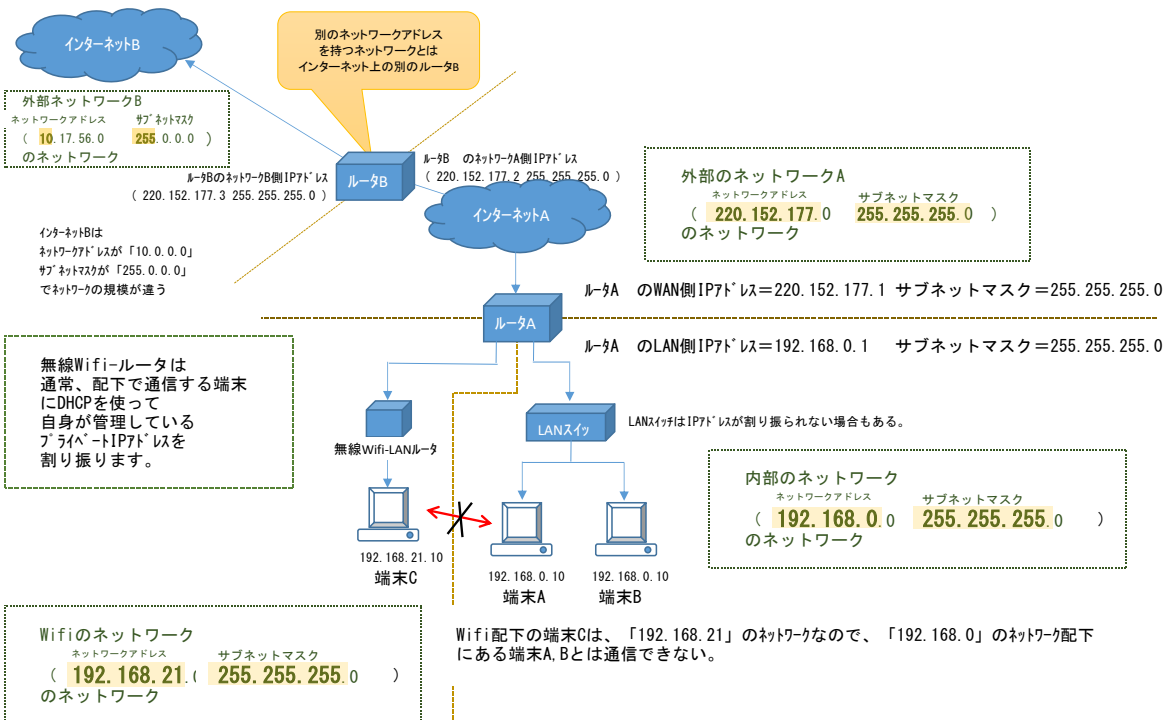 インターネットB
別のネットワークアドレス
を持つネットワークとは
インターネット上の別のルータB
外部ネットワークB
ネットワークアドレス　サブネットマスク
( 10.17.56.0　255.0.0.0 )
のネットワーク
ルータB　のネットワークA側IPアドレス
( 220.152.177.2 255.255.255.0 )
ルータB
ルータBのネットワークB側IPアドレス
( 220.152.177.3 255.255.255.0 )
インターネットA
外部のネットワークA
ネットワークアドレス　サブネットマスク
( 220.152.177.0　255.255.255.0 )
のネットワーク
インターネットBは
ネットワークアドレスが「10.0.0.0」
サブネットマスクが「255.0.0.0」
でネットワークの規模が違う
ルータA　のWAN側IPアドレス＝220.152.177.1 サブネットマスク＝255.255.255.0
ルータA
ルータA　のLAN側IPアドレス＝192.168.0.1　サブネットマスク＝255.255.255.0
無線Wifi-ルータは
通常、配下で通信する端末
にDHCPを使って
自身が管理している
プライベートIPアドレスを
割り振ります。
無線Wifi-LANルータ
LANスイッ
LANスイッチはIPアドレスが割り振られない場合もある。
内部のネットワーク
ネットワークアドレス　サブネットマスク
( 192.168.0.0　255.255.255.0 )
のネットワーク
192.168.21.10
端末C
192.168.0.10
端末A
192.168.0.10
端末B
Wifiのネットワーク
ネットワークアドレス　サブネットマスク
( 192.168.21.( 255.255.255.0 )
のネットワーク
Wifi配下の端末Cは、「192.168.21」のネットワークなので、「192.168.0」のネットワーク配下
にある端末A,Bとは通信できない。